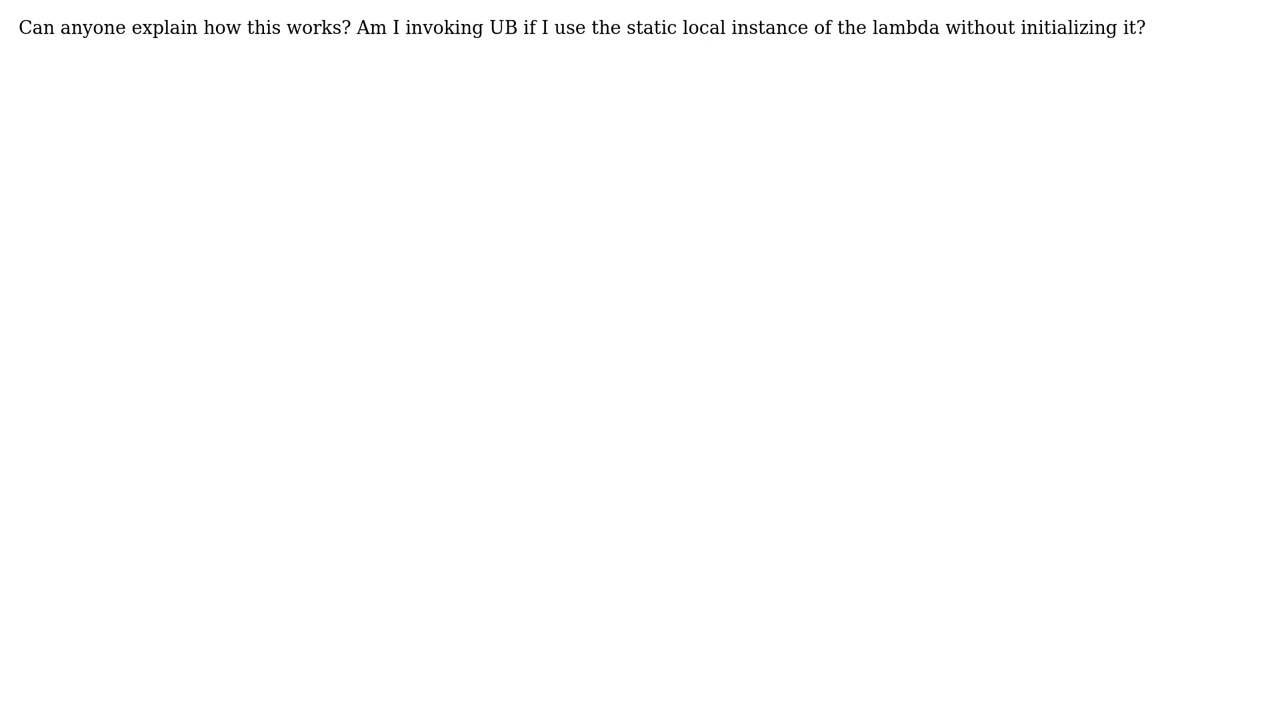 Can anyone explain how this works? Am I invoking UB if I use the static local instance of the lambda without initializing it?